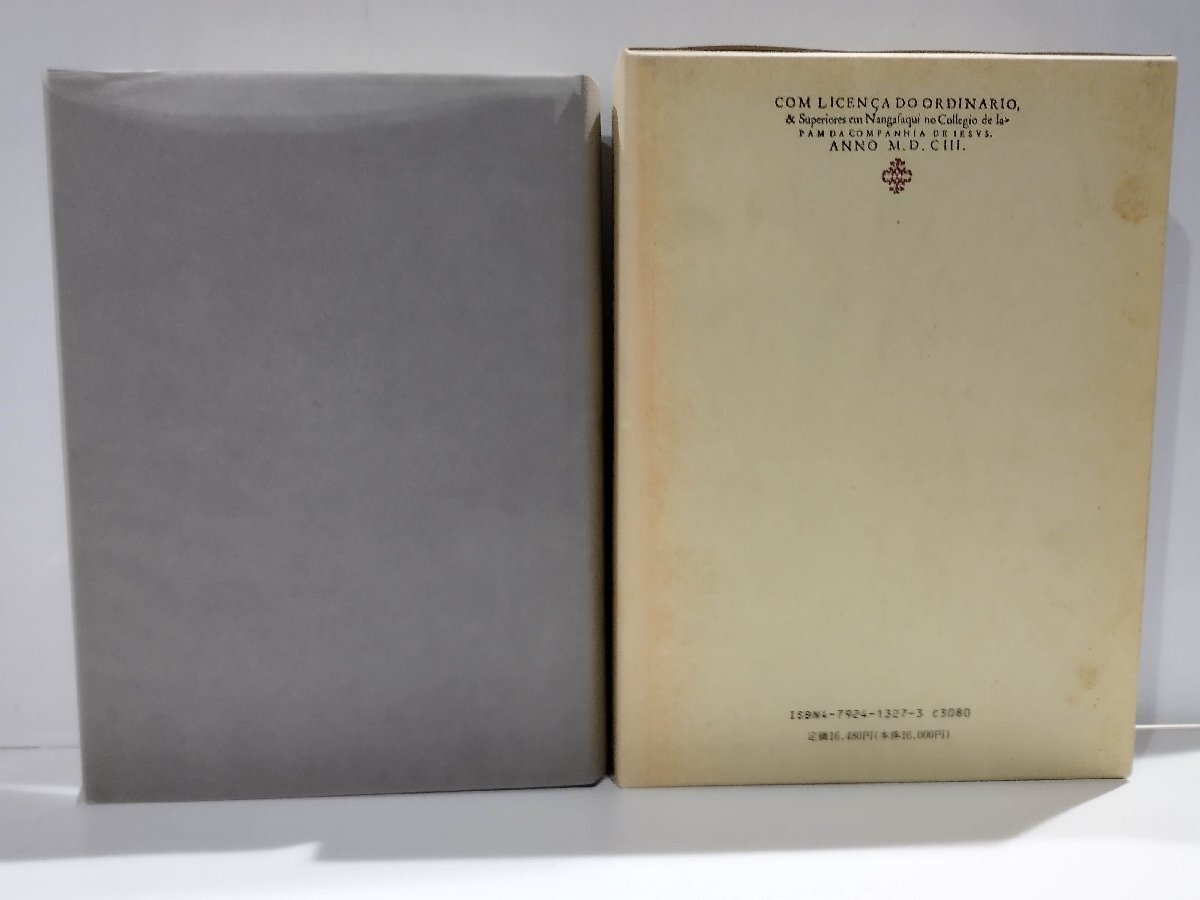 COM LICENÇA DO ORDINARIO,
& Superiores em Nangaſaqui no Collegio de Ia-
PAM DA COMPANHIA DE IESVS.
ANNO M. D. CIII.
ISBN4-7924-1327-3 C3080
定価16,480円(本体16,000円)